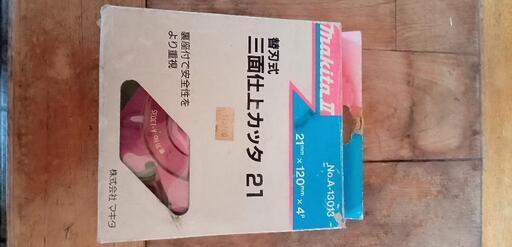 makita
替刃式
三面仕上カッタ 21
裏座付で安全性を
より重視
21mm×120mm×4P
No.A-13013
株式会社 マキタ